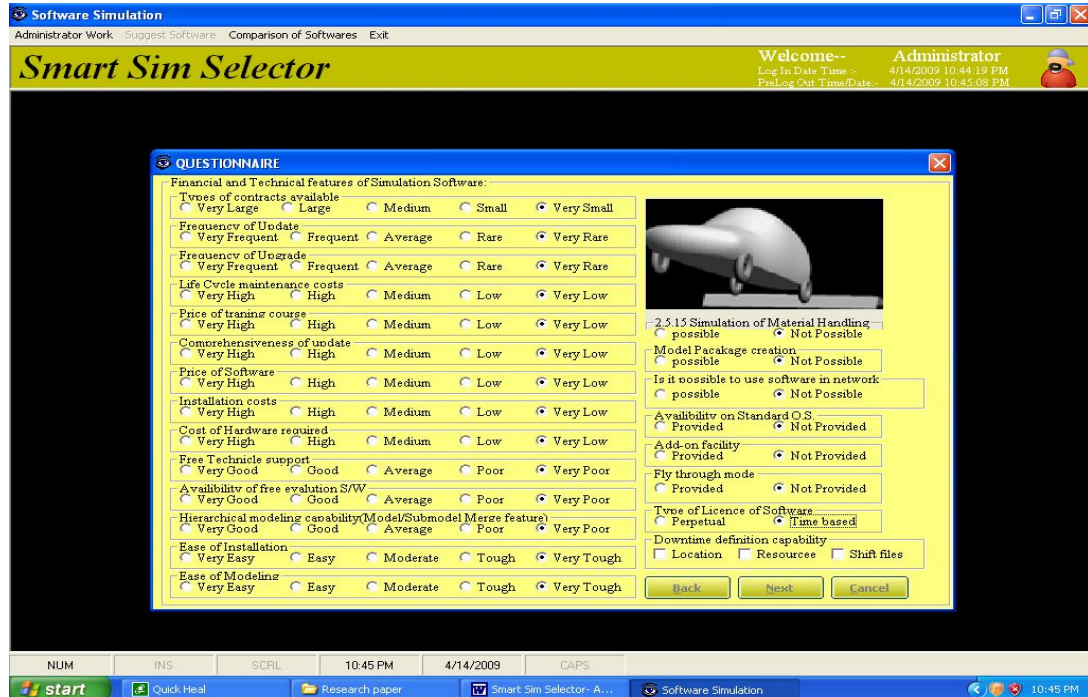 Software Simulation
Administrator Work Suggest Software Comparison of Softwares Exit
Smart Sim Selector
Welcome-- Administrator
Log In Date Time :- 4/14/2009 10:44:19 PM
PreLog Out Time/Date:- 4/14/2009 10:45:08 PM
QUESTIONNAIRE
Financial and Technical features of Simulation Software:
Types of contracts available
Very Large Large Medium Small Very Small
Frequency of Update
Very Frequent Frequent Average Rare Very Rare
Frequency of Upgrade
Very Frequent Frequent Average Rare Very Rare
Life Cycle maintenance costs
Very High High Medium Low Very Low
Price of traning course
Very High High Medium Low Very Low
Comprehensiveness of update
Very High High Medium Low Very Low
Price of Software
Very High High Medium Low Very Low
Installation costs
Very High High Medium Low Very Low
Cost of Hardware required
Very High High Medium Low Very Low
Free Technicle support
Very Good Good Average Poor Very Poor
Availibility of free evalution S/W
Very Good Good Average Poor Very Poor
Hierarchical modeling capability(Model/Submodel Merge feature)
Very Good Good Average Poor Very Poor
Ease of Installation
Very Easy Easy Moderate Tough Very Tough
Ease of Modeling
Very Easy Easy Moderate Tough Very Tough
2.5.15 Simulation of Material Handling
possible Not Possible
Model Pacakage creation
possible Not Possible
Is it possible to use software in network
possible Not Possible
Availibility on Standard O.S.
Provided Not Provided
Add-on facility
Provided Not Provided
Fly through mode
Provided Not Provided
Type of Licence of Software
Perpetual Time based
Downtime definition capability
Location Resourcee Shift files
Back Next Cancel
NUM INS SCRL 10:45 PM 4/14/2009 CAPS
start Quick Heal Research paper Smart Sim Selector- A... Software Simulation 10:45 PM